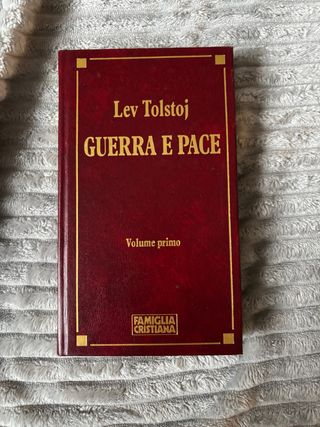 Lev Tolstoj
GUERRA E PACE
Volume primo
FAMIGLIA
CRISTIANA